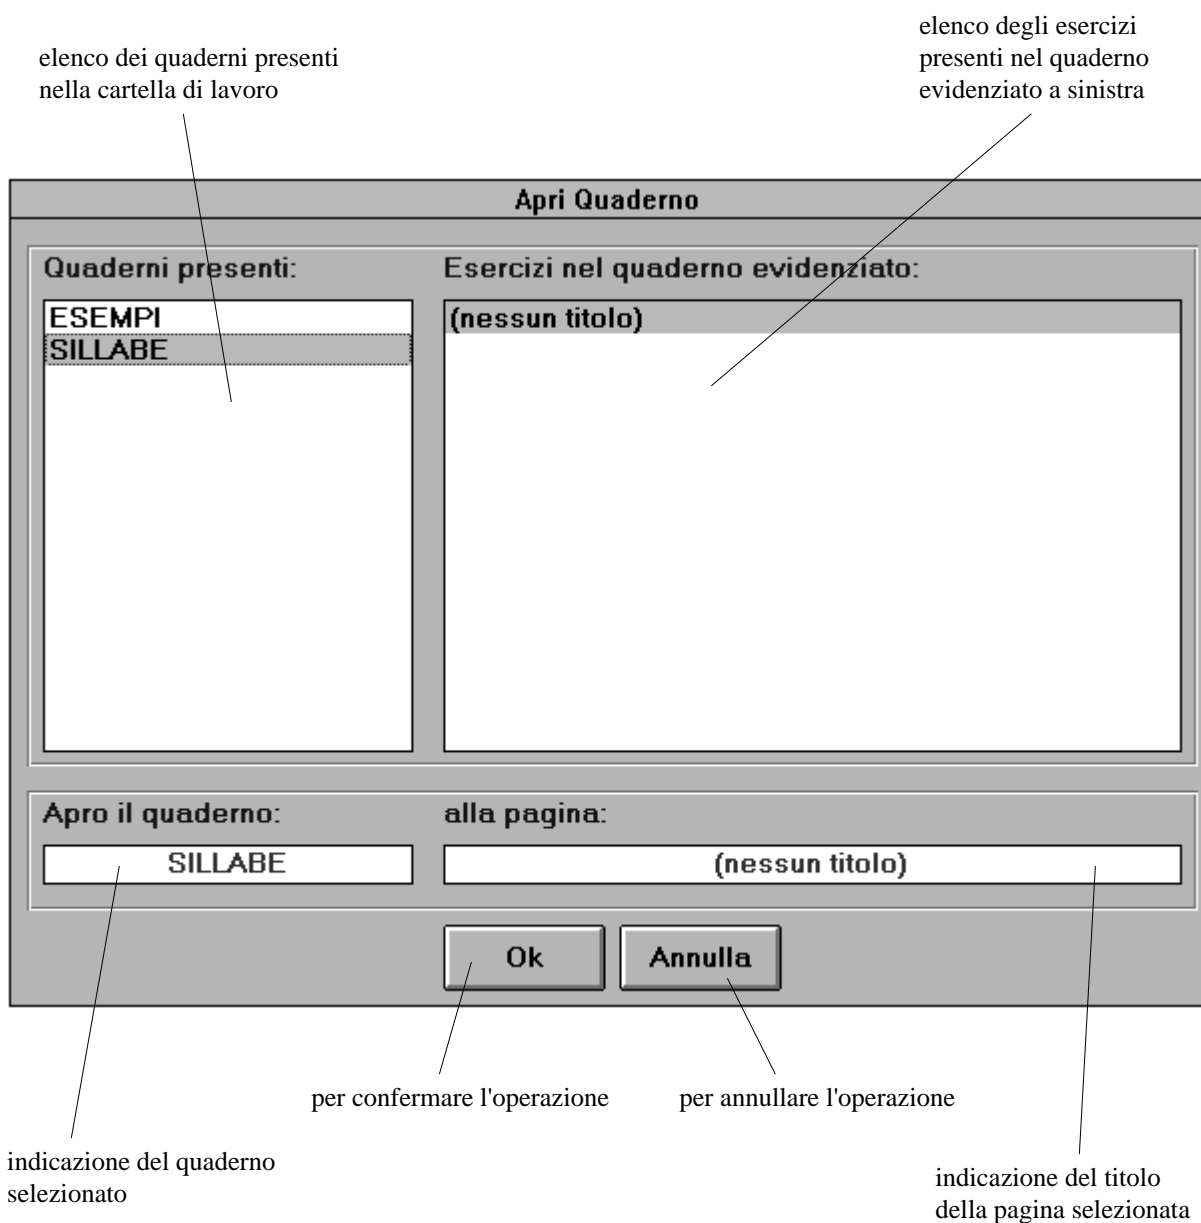 elenco degli esercizi
presenti nel quaderno
evidenziato a sinistra
elenco dei quaderni presenti
nella cartella di lavoro
Apri Quaderno
Quaderni presenti:
Esercizi nel quaderno evidenziato:
ESEMPI
SILLABE
(nessun titolo)
Apro il quaderno:
alla pagina:
SILLABE
(nessun titolo)
Ok
Annulla
per confermare l'operazione
per annullare l'operazione
indicazione del quaderno
selezionato
indicazione del titolo
della pagina selezionata